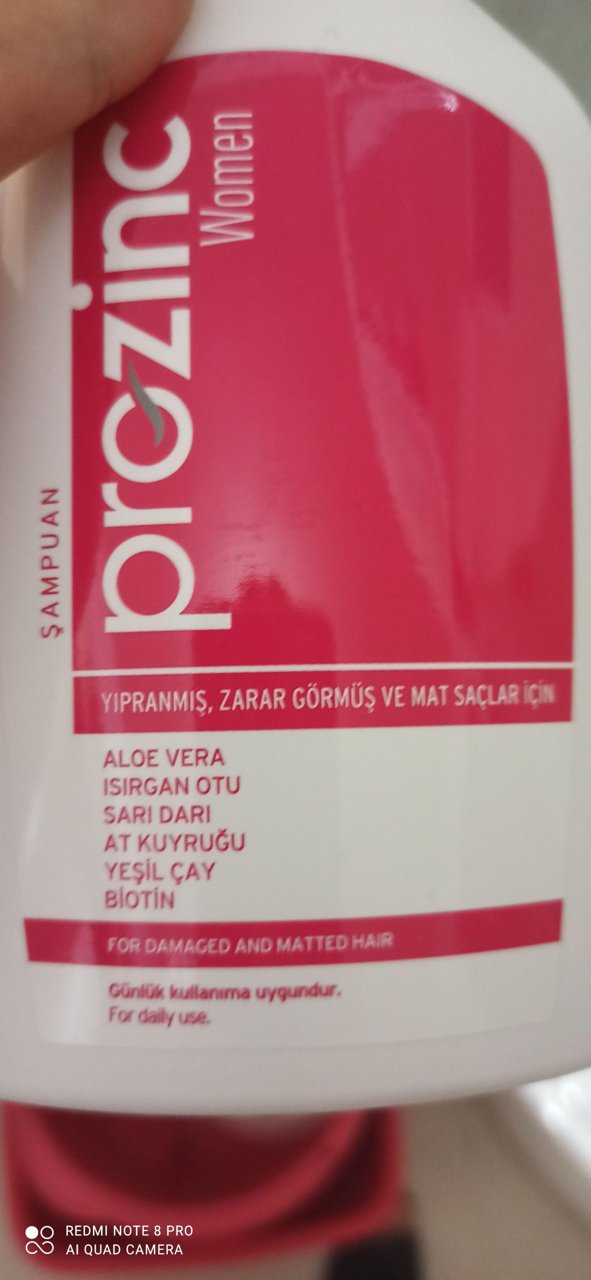 ŞAMPUAN
prozinc
Women
YIPRANMIŞ, ZARAR GÖRMÜŞ VE MAT SAÇLAR İÇİN
ALOE VERA
ISIRGAN OTU
SARI DARI
AT KUYRUĞU
YEŞİL ÇAY
BİOTİN
FOR DAMAGED AND MATTED HAIR
Günlük kullanıma uygundur.
For daily use.
REDMI NOTE 8 PRO
AI QUAD CAMERA